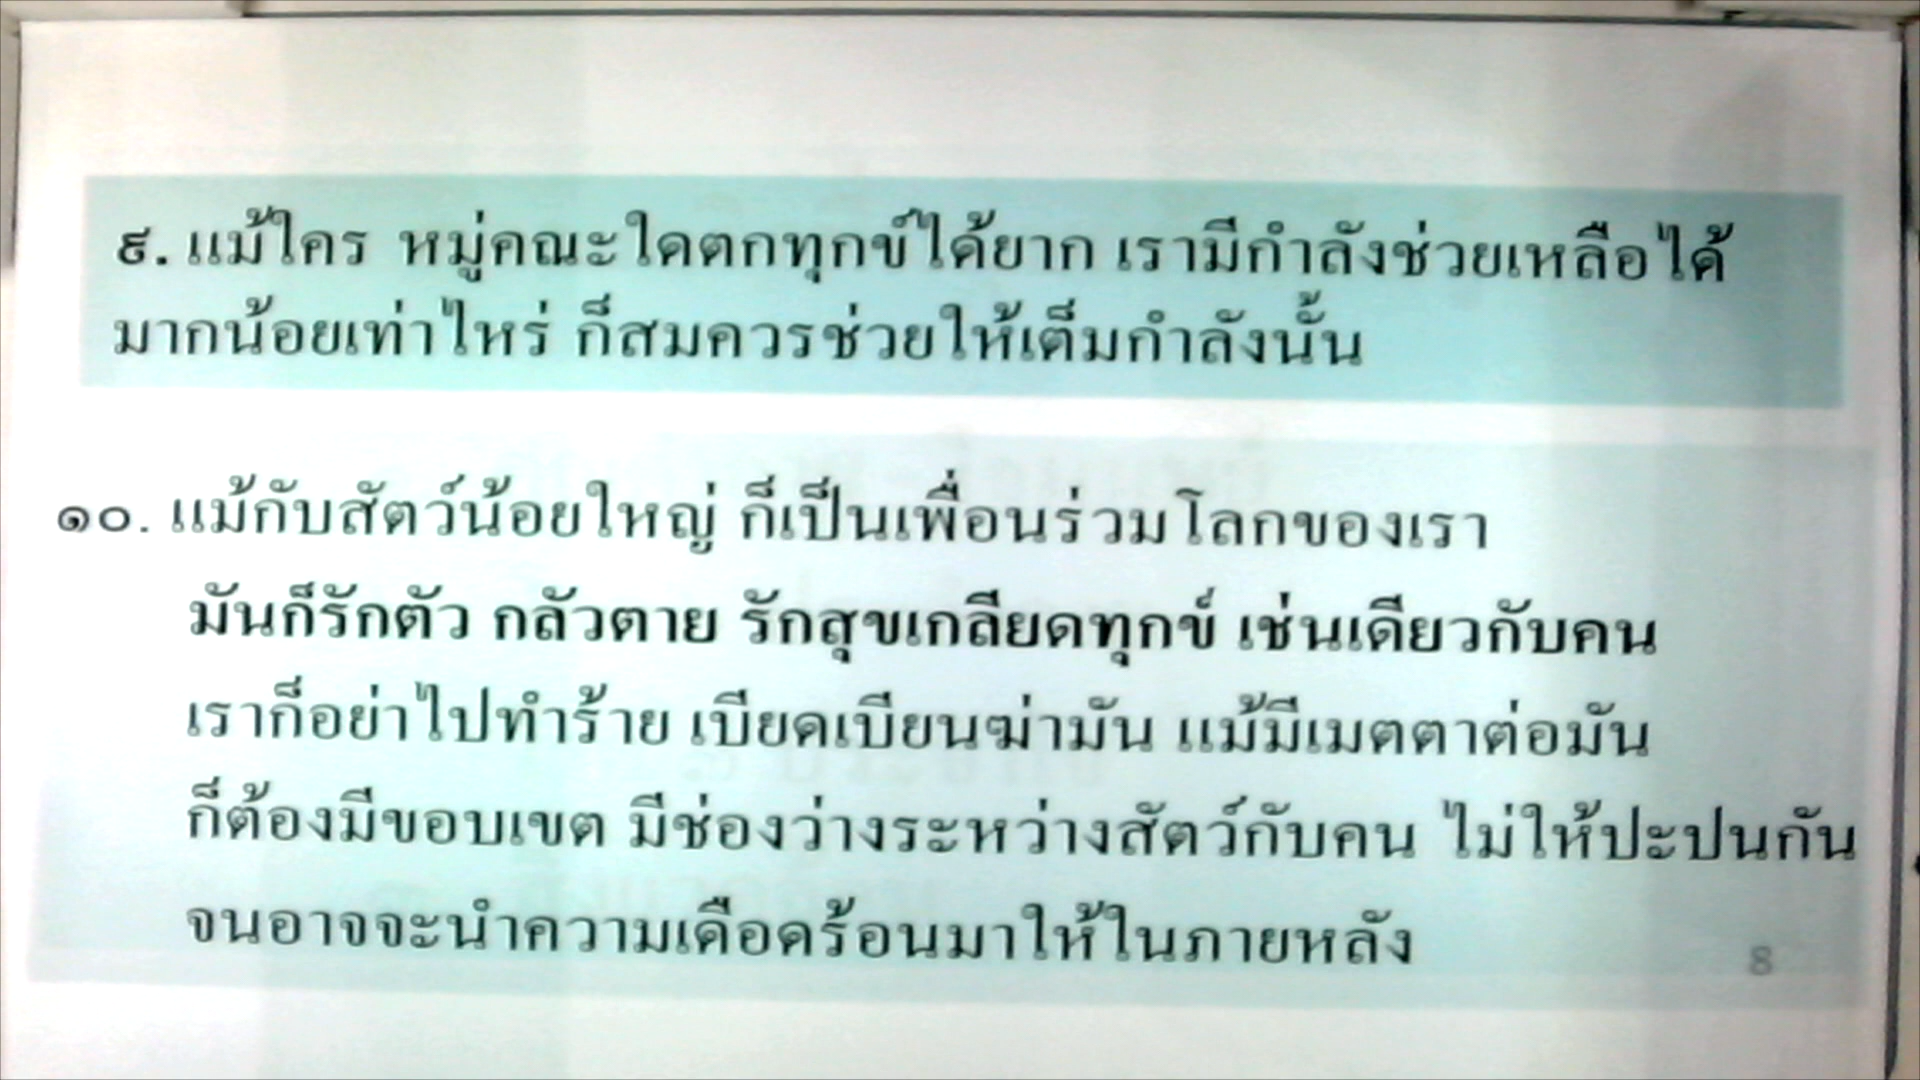 ๙. แม้ใคร หมู่คณะใดตกทุกข์ได้ยาก เรามีกำลังช่วยเหลือได้
มากน้อยเท่าไหร่ ก็สมควรช่วยให้เต็มกำลังนั้น
๑๐. แม้กับสัตว์น้อยใหญ่ ก็เป็นเพื่อนร่วมโลกของเรา
มันก็รักตัว กลัวตาย รักสุขเกลียดทุกข์ เช่นเดียวกับคน
เราก็อย่าไปทำร้าย เบียดเบียนฆ่ามัน แม้มีเมตตาต่อมัน
ก็ต้องมีขอบเขต มีช่องว่างระหว่างสัตว์กับคน ไม่ให้ปะปนกัน
จนอาจจะนำความเดือดร้อนมาให้ในภายหลัง
8